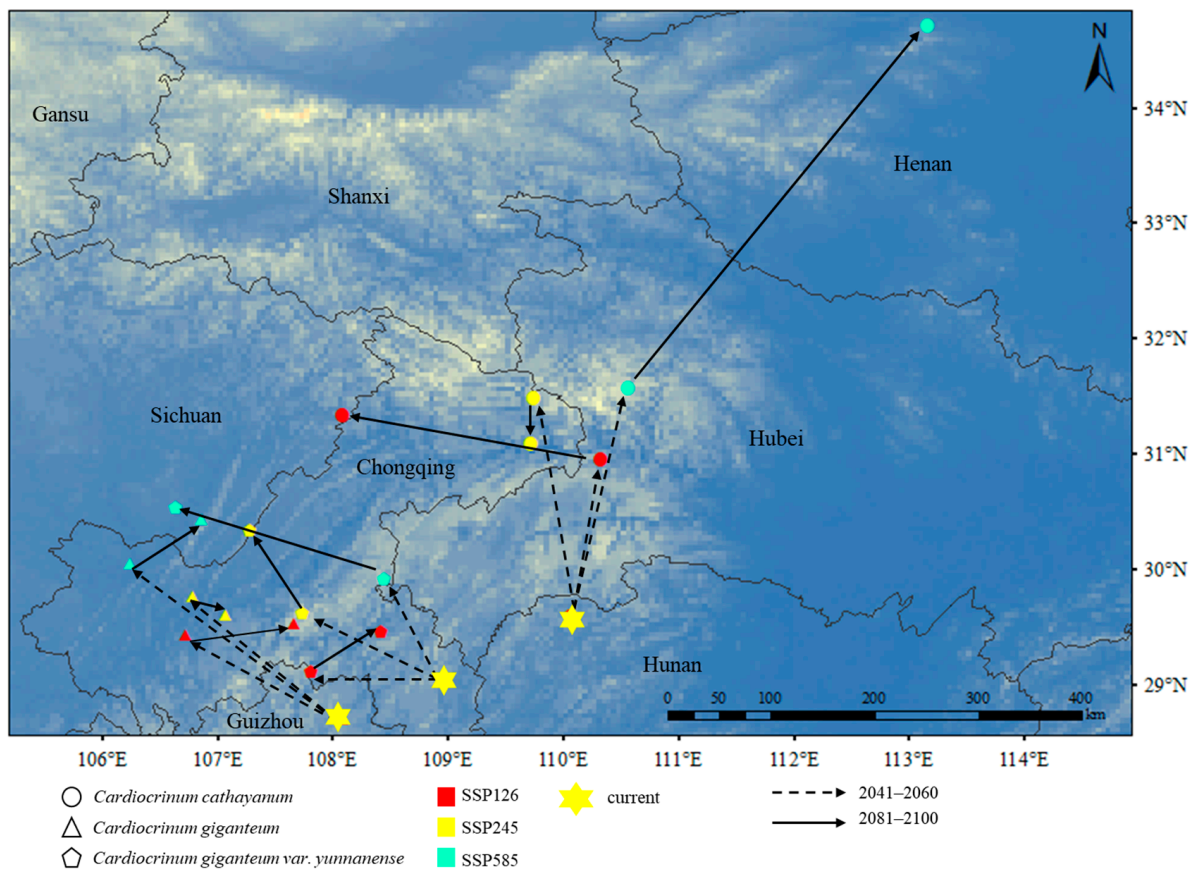 N
Gansu
34°N
Henan
Shanxi
33°N
32°N
Sichuan
Hubei
31°N
Chongqing
30°N
Hunan
29°N
Guizhou
0 50 100 200 300 400
km
106°E 107°E 108°E 109°E 110°E 111°E 112°E 113°E 114°E
Cardiocrinum cathayanum SSP126 current 2041–2060
Cardiocrinum giganteum SSP245 2081–2100
Cardiocrinum giganteum var. yunnanense SSP585